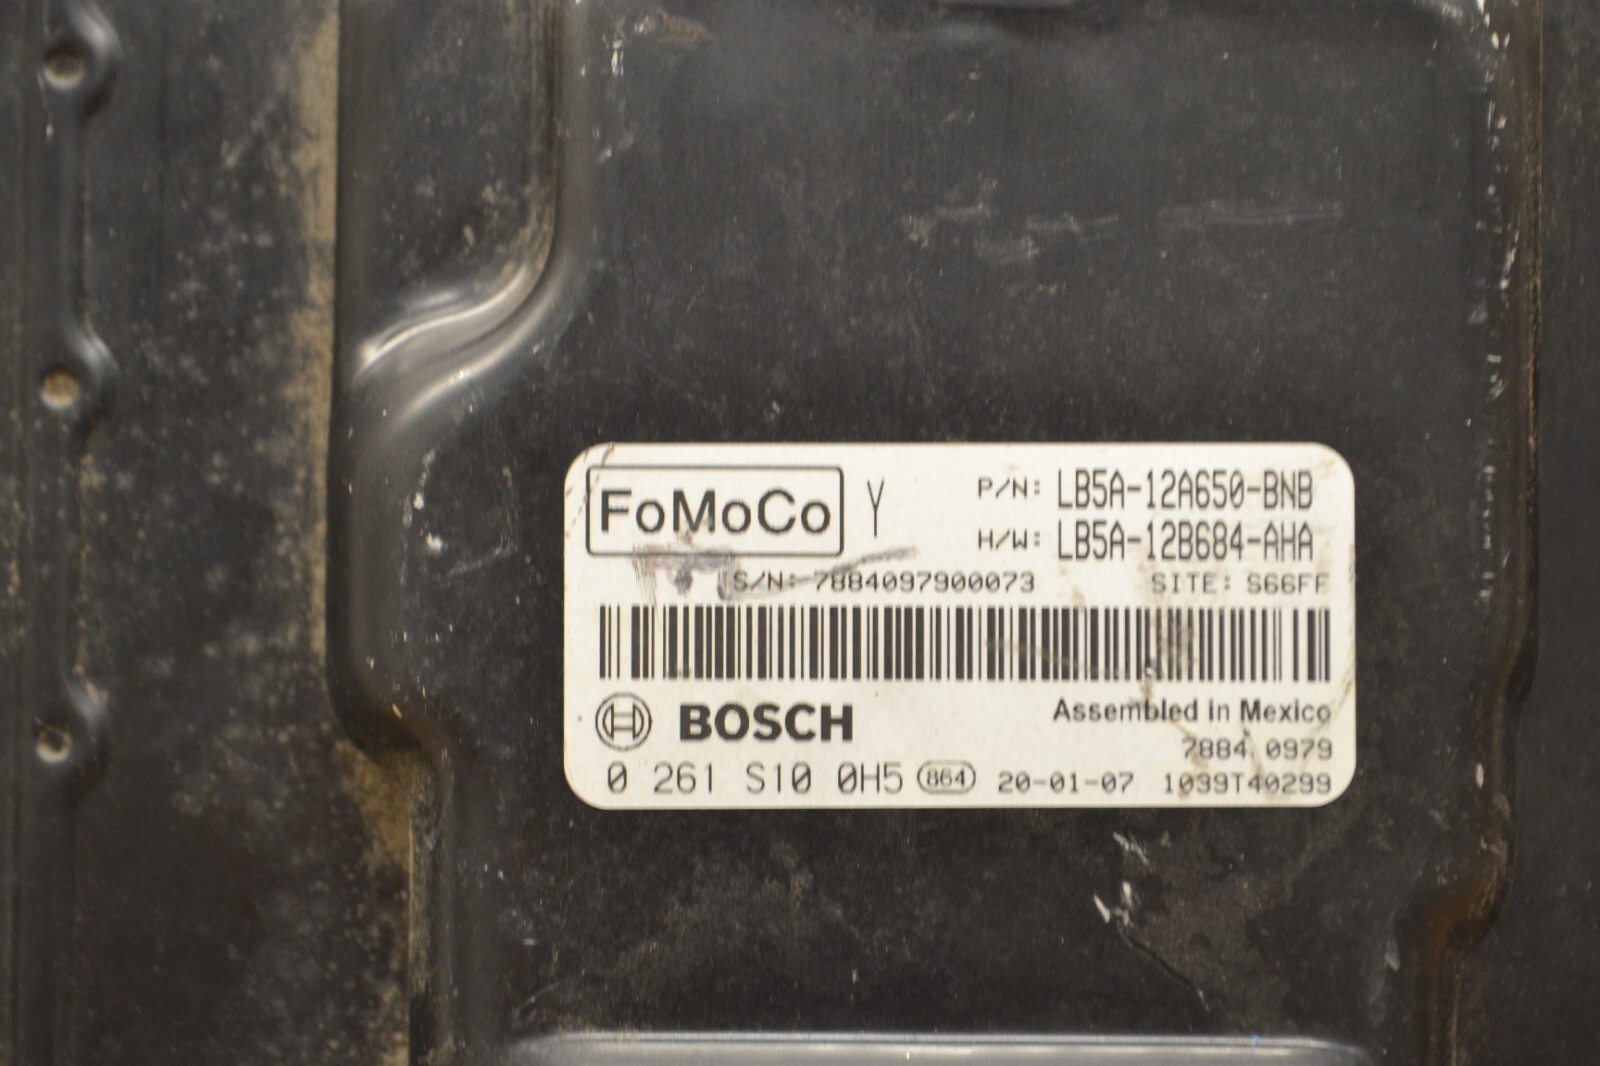 FoMoCo Y P/N: LB5A-12A650-BNB
H/W: LB5A-12B684-AHA
S/N: 7884097900073 SITE: S66FF
BOSCH Assembled in Mexico
7884 0979
0 261 S10 0H5 864 20-01-07 1039T40299